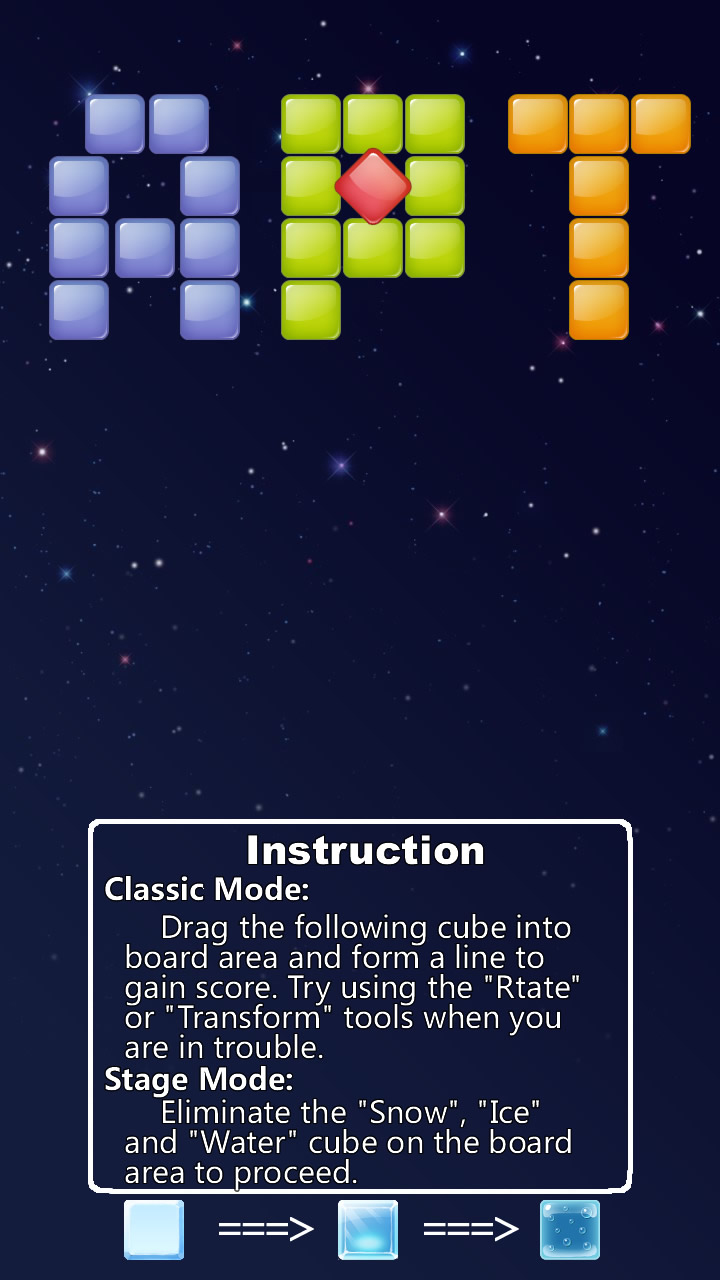 APT
Instruction
Classic Mode:
Drag the following cube into
board area and form a line to
gain score. Try using the "Rtate"
or "Transform" tools when you
are in trouble.
Stage Mode:
Eliminate the "Snow", "Ice"
and "Water" cube on the board
area to proceed.
===> ===>